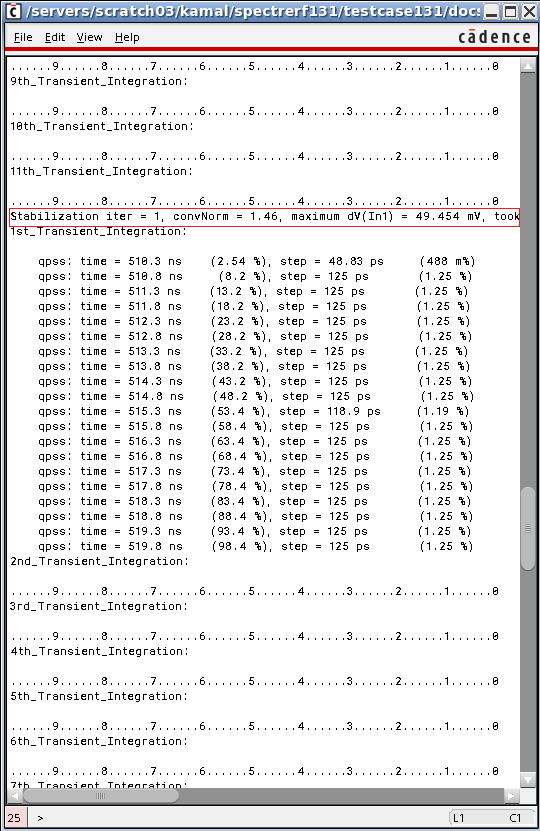 /servers/scratch03/kamal/spectrerf131/testcase131/docs
File Edit View Help cādence
......9......8......7......6......5......4......3......2......1......0
9th_Transient_Integration:
......9......8......7......6......5......4......3......2......1......0
10th_Transient_Integration:
......9......8......7......6......5......4......3......2......1......0
11th_Transient_Integration:
......9......8......7......6......5......4......3......2......1......0
Stabilization iter = 1, convNorm = 1.46, maximum dV(In1) = 49.454 mV, took
1st_Transient_Integration:
qpss: time = 510.3 ns (2.54 %), step = 48.83 ps (488 m%)
qpss: time = 510.8 ns (8.2 %), step = 125 ps (1.25 %)
qpss: time = 511.3 ns (13.2 %), step = 125 ps (1.25 %)
qpss: time = 511.8 ns (18.2 %), step = 125 ps (1.25 %)
qpss: time = 512.3 ns (23.2 %), step = 125 ps (1.25 %)
qpss: time = 512.8 ns (28.2 %), step = 125 ps (1.25 %)
qpss: time = 513.3 ns (33.2 %), step = 125 ps (1.25 %)
qpss: time = 513.8 ns (38.2 %), step = 125 ps (1.25 %)
qpss: time = 514.3 ns (43.2 %), step = 125 ps (1.25 %)
qpss: time = 514.8 ns (48.2 %), step = 125 ps (1.25 %)
qpss: time = 515.3 ns (53.4 %), step = 118.9 ps (1.19 %)
qpss: time = 515.8 ns (58.4 %), step = 125 ps (1.25 %)
qpss: time = 516.3 ns (63.4 %), step = 125 ps (1.25 %)
qpss: time = 516.8 ns (68.4 %), step = 125 ps (1.25 %)
qpss: time = 517.3 ns (73.4 %), step = 125 ps (1.25 %)
qpss: time = 517.8 ns (78.4 %), step = 125 ps (1.25 %)
qpss: time = 518.3 ns (83.4 %), step = 125 ps (1.25 %)
qpss: time = 518.8 ns (88.4 %), step = 125 ps (1.25 %)
qpss: time = 519.3 ns (93.4 %), step = 125 ps (1.25 %)
qpss: time = 519.8 ns (98.4 %), step = 125 ps (1.25 %)
2nd_Transient_Integration:
......9......8......7......6......5......4......3......2......1......0
3rd_Transient_Integration:
......9......8......7......6......5......4......3......2......1......0
4th_Transient_Integration:
......9......8......7......6......5......4......3......2......1......0
5th_Transient_Integration:
......9......8......7......6......5......4......3......2......1......0
6th_Transient_Integration:
......9......8......7......6......5......4......3......2......1......0
7th_Transient_Integration:
25 > L1 C1